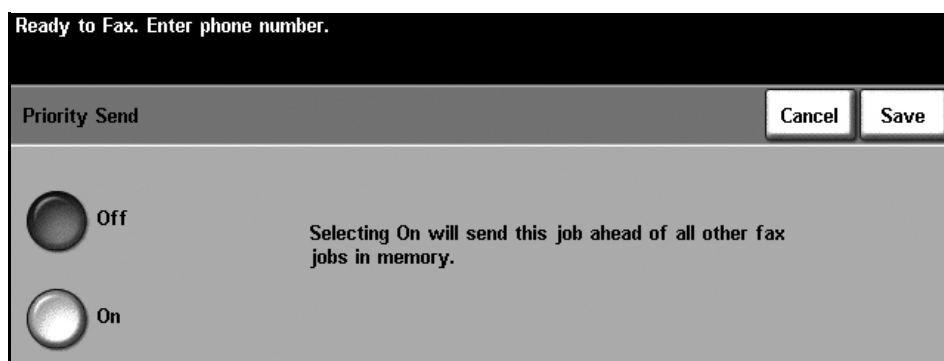 Ready to Fax. Enter phone number.
Priority Send
Cancel
Save
Off
Selecting On will send this job ahead of all other fax
jobs in memory.
On